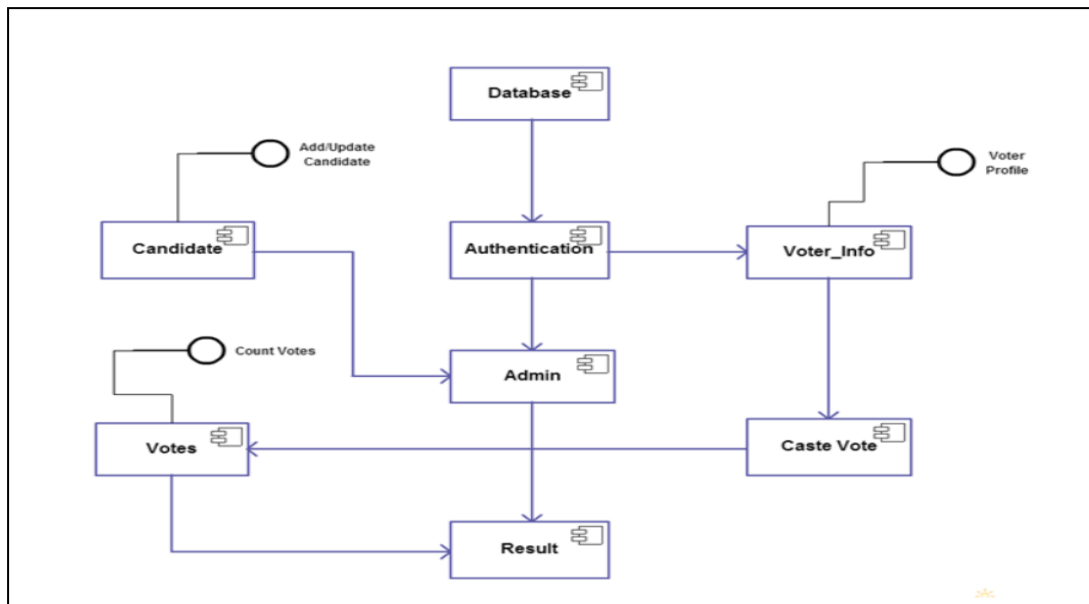 Database
Add/Update
Candidate
Voter
Profile
Candidate
Authentication
Voter_Info
Count Votes
Admin
Votes
Caste Vote
Result